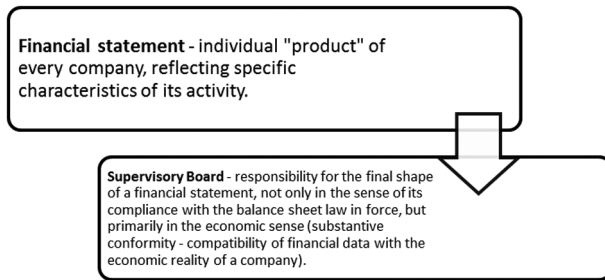 Financial statement - individual "product" of
every company, reflecting specific
characteristics of its activity.
Supervisory Board - responsibility for the final shape
of a financial statement, not only in the sense of its
compliance with the balance sheet law in force, but
primarily in the economic sense (substantive
conformity - compatibility of financial data with the
economic reality of a company).